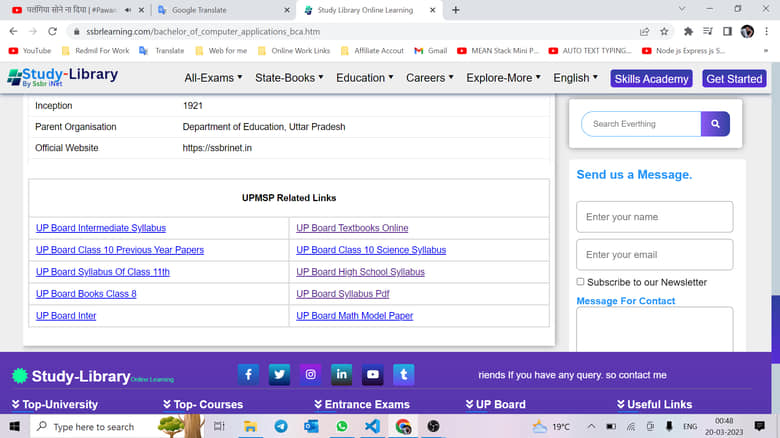 पतंगिया सोने ना दिया | #Pawan
Google Translate
Study Library Online Learning
ssbrlearning.com/bachelor_of_computer_applications_bca.htm
YouTube
Redmil For Work
Translate
Web for me
Online Work Links
Affiliate Accout
Gmail
MEAN Stack Mini P...
AUTO TEXT TYPING...
Node js Express js S...
Study-Library
By Ssbr iNet
All-Exams
State-Books
Education
Careers
Explore-More
English
Skills Academy
Get Started
Inception 1921
Parent Organisation Department of Education, Uttar Pradesh
Official Website https://ssbrinet.in
UPMSP Related Links
UP Board Intermediate Syllabus UP Board Textbooks Online
UP Board Class 10 Previous Year Papers UP Board Class 10 Science Syllabus
UP Board Syllabus Of Class 11th UP Board High School Syllabus
UP Board Books Class 8 UP Board Syllabus Pdf
UP Board Inter UP Board Math Model Paper
Search Everthing
Send us a Message.
Enter your name
Enter your email
Subscribe to our Newsletter
Message For Contact
Study-Library Online Learning
riends If you have any query. so contact me
Top-University
Top- Courses
Entrance Exams
UP Board
Useful Links
Type here to search
19°C
ENG
00:48
20-03-2023